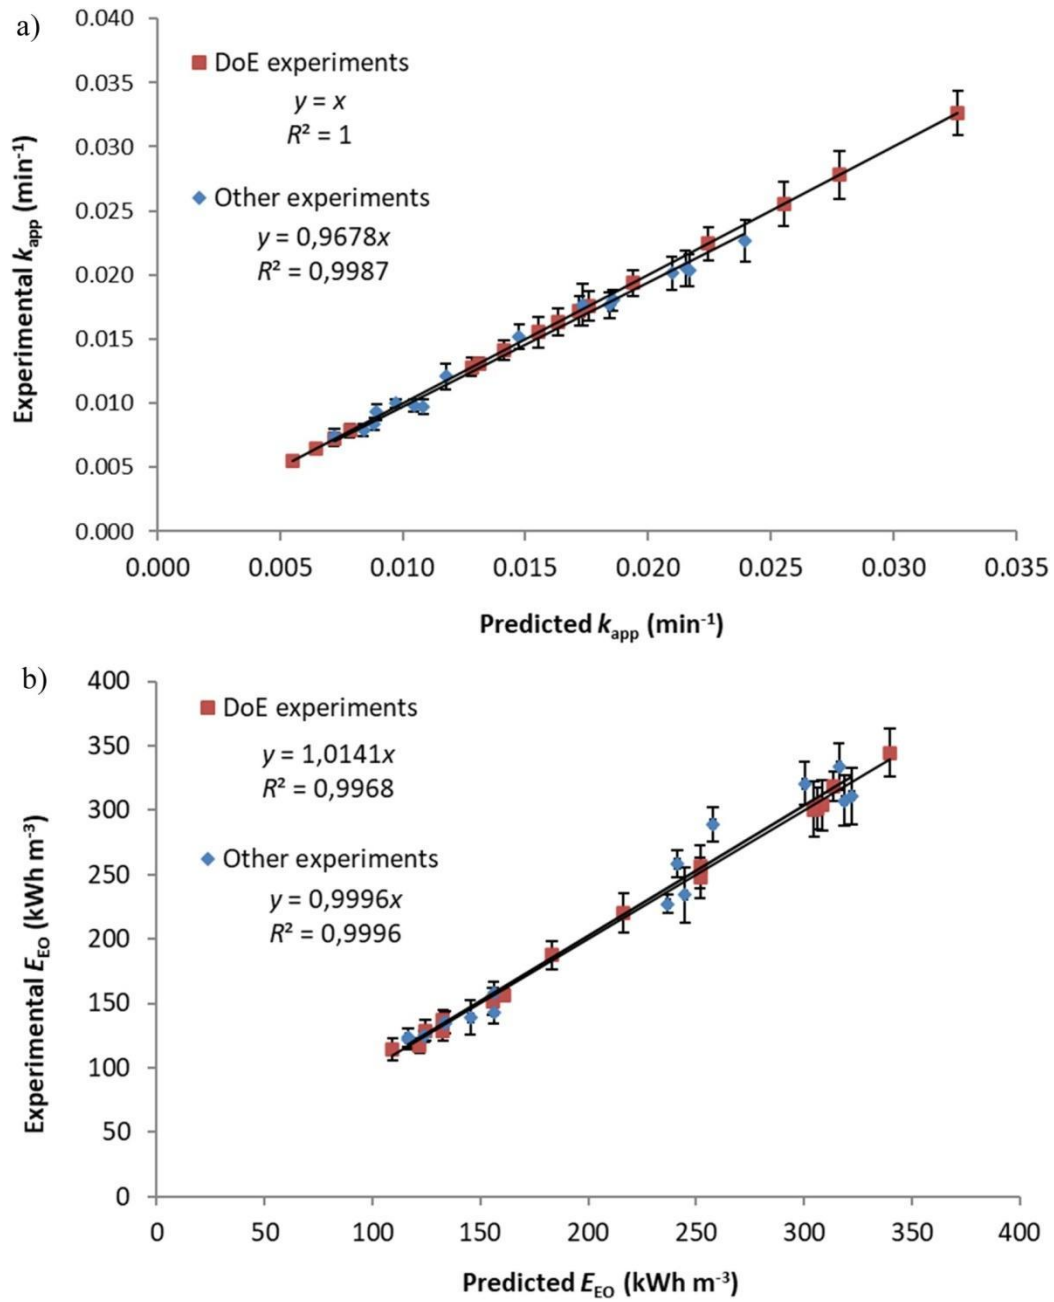 a)
0.040
0.035
0.030
0.025
0.020
0.015
0.010
0.005
0.000
Experimental kapp (min-1)
DoE experiments
y = x
R² = 1
Other experiments
y = 0,9678x
R² = 0,9987
0.000 0.005 0.010 0.015 0.020 0.025 0.030 0.035
Predicted kapp (min-1)
b)
400
350
300
250
200
150
100
50
0
Experimental EEO (kWh m-3)
DoE experiments
y = 1,0141x
R² = 0,9968
Other experiments
y = 0,9996x
R² = 0,9996
0 50 100 150 200 250 300 350 400
Predicted EEO (kWh m-3)